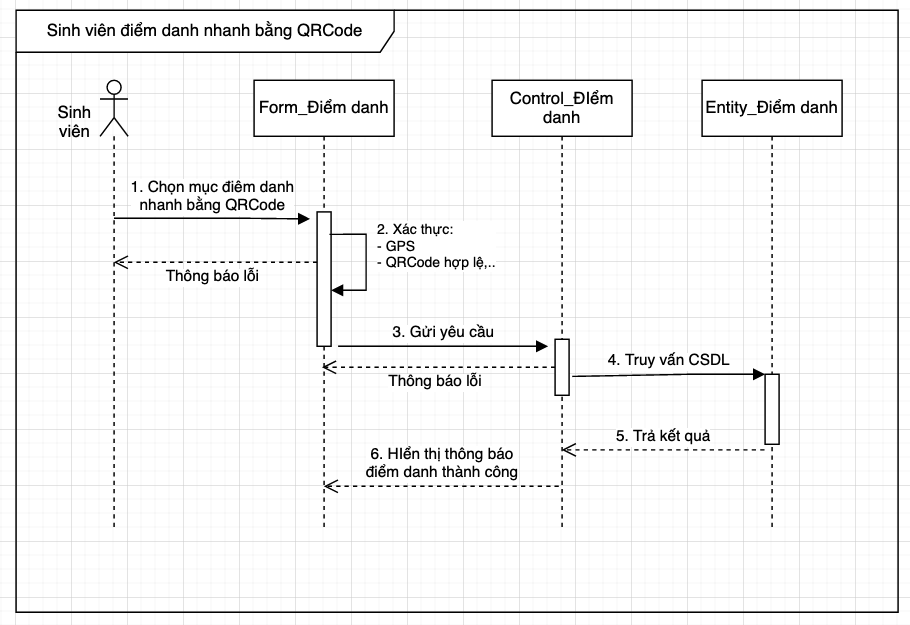 Sinh viên điểm danh nhanh bằng QRCode
Sinh
viên
Form_Điểm danh
Control_ĐIểm
danh
Entity_Điểm danh
1. Chọn mục điêm danh
nhanh bằng QRCode
2. Xác thực:
- GPS
- QRCode hợp lệ,..
Thông báo lỗi
3. Gửi yêu cầu
4. Truy vấn CSDL
Thông báo lỗi
5. Trả kết quả
6. HIển thị thông báo
điểm danh thành công